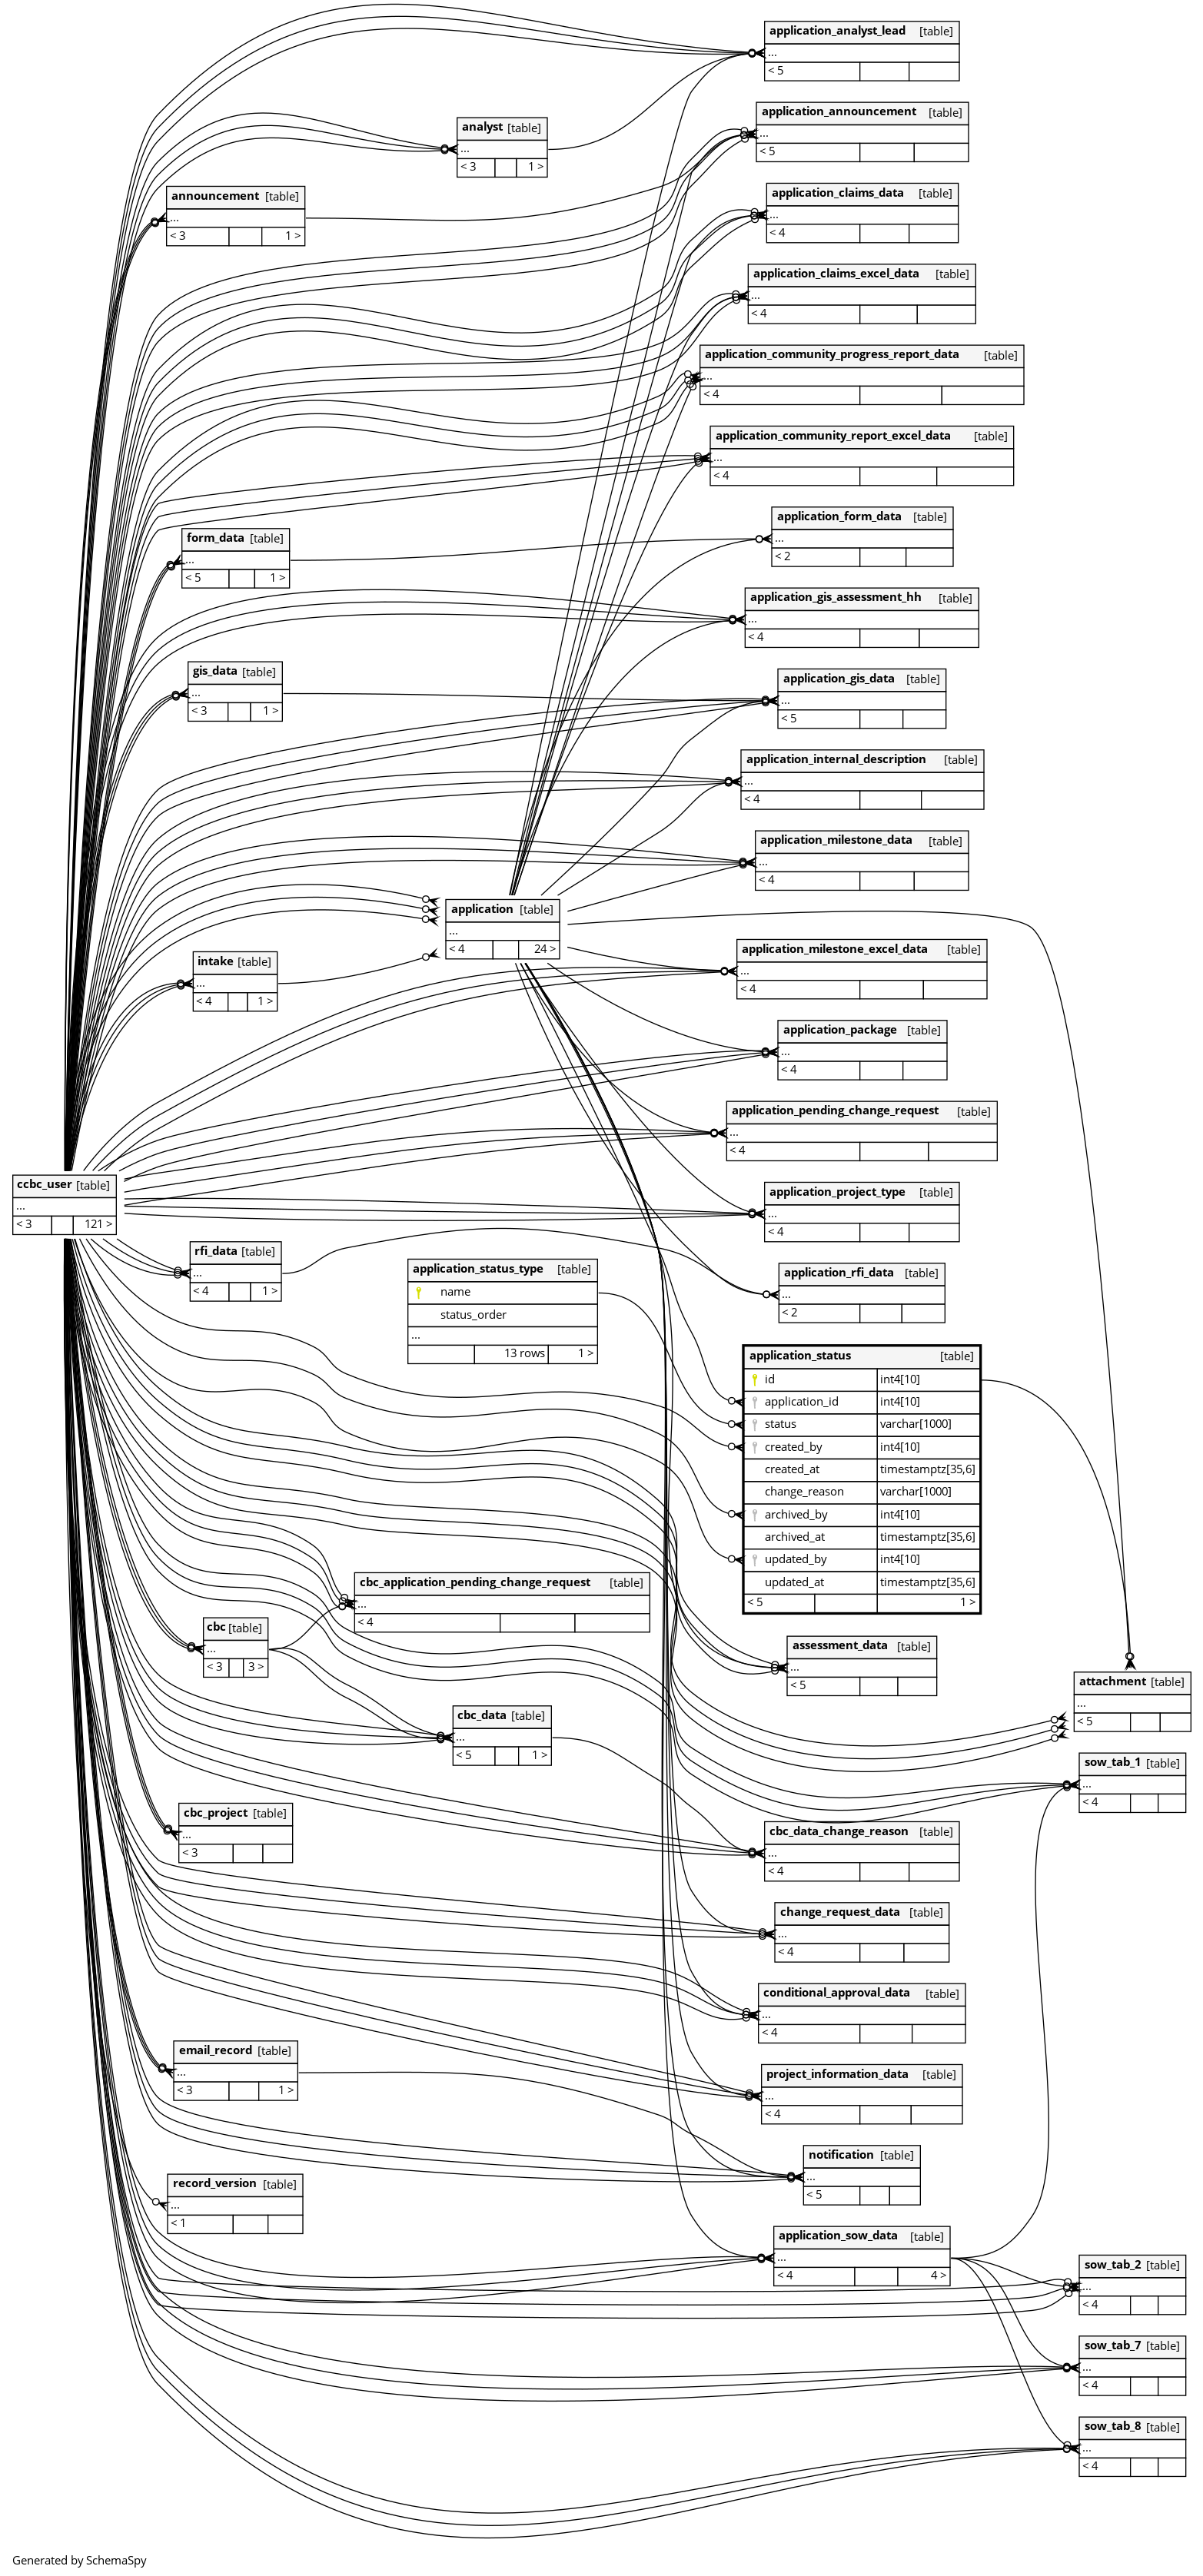 application_analyst_lead [table]
...
< 5
application_announcement [table]
...
< 5
analyst [table]
...
< 3 1 >
application_claims_data [table]
...
< 4
announcement [table]
...
< 3 1 >
application_claims_excel_data [table]
...
< 4
application_community_progress_report_data [table]
...
< 4
application_community_report_excel_data [table]
...
< 4
application_form_data [table]
...
< 2
form_data [table]
...
< 5 1 >
application_gis_assessment_hh [table]
...
< 4
gis_data [table]
...
< 3 1 >
application_gis_data [table]
...
< 5
application_internal_description [table]
...
< 4
application_milestone_data [table]
...
< 4
application [table]
...
< 4 24 >
application_milestone_excel_data [table]
...
< 4
intake [table]
...
< 4 1 >
application_package [table]
...
< 4
application_pending_change_request [table]
...
< 4
ccbc_user [table]
...
< 3 121 >
application_project_type [table]
...
< 4
rfi_data [table]
...
< 4 1 >
application_status_type [table]
name
status_order
...
13 rows 1 >
application_rfi_data [table]
...
< 2
application_status [table]
id int4[10]
application_id int4[10]
status varchar[1000]
created_by int4[10]
created_at timestamptz[35,6]
change_reason varchar[1000]
archived_by int4[10]
archived_at timestamptz[35,6]
updated_by int4[10]
updated_at timestamptz[35,6]
< 5 1 >
cbc_application_pending_change_request [table]
...
< 4
cbc [table]
...
< 3 3 >
assessment_data [table]
...
< 5
attachment [table]
...
< 5
cbc_data [table]
...
< 5 1 >
sow_tab_1 [table]
...
< 4
cbc_project [table]
...
< 3
cbc_data_change_reason [table]
...
< 4
change_request_data [table]
...
< 4
conditional_approval_data [table]
...
< 4
email_record [table]
...
< 3 1 >
project_information_data [table]
...
< 4
notification [table]
...
< 5
record_version [table]
...
< 1
application_sow_data [table]
...
< 4 4 >
sow_tab_2 [table]
...
< 4
sow_tab_7 [table]
...
< 4
sow_tab_8 [table]
...
< 4
Generated by SchemaSpy